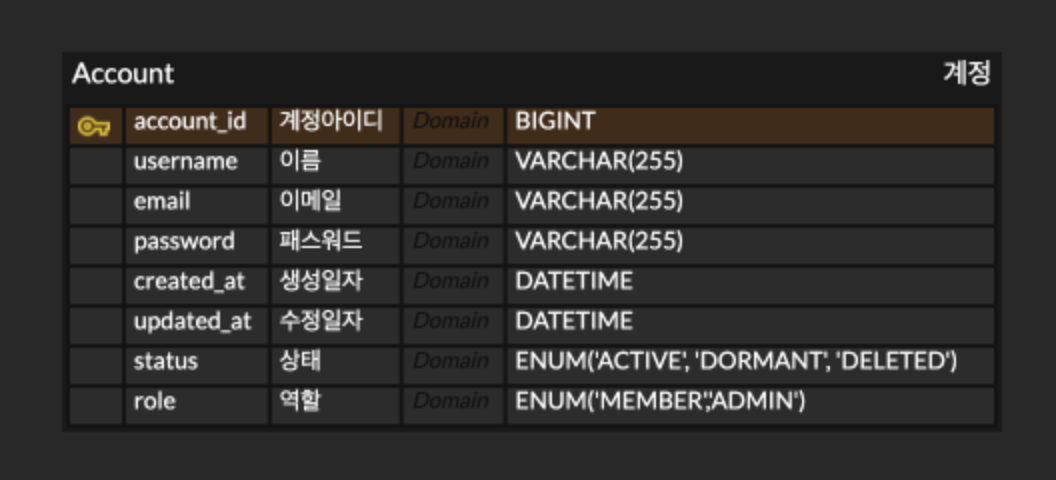 Account 계정
account_id 계정아이디 Domain BIGINT
username 이름 Domain VARCHAR(255)
email 이메일 Domain VARCHAR(255)
password 패스워드 Domain VARCHAR(255)
created_at 생성일자 Domain DATETIME
updated_at 수정일자 Domain DATETIME
status 상태 Domain ENUM('ACTIVE', 'DORMANT', 'DELETED')
role 역할 Domain ENUM('MEMBER','ADMIN')